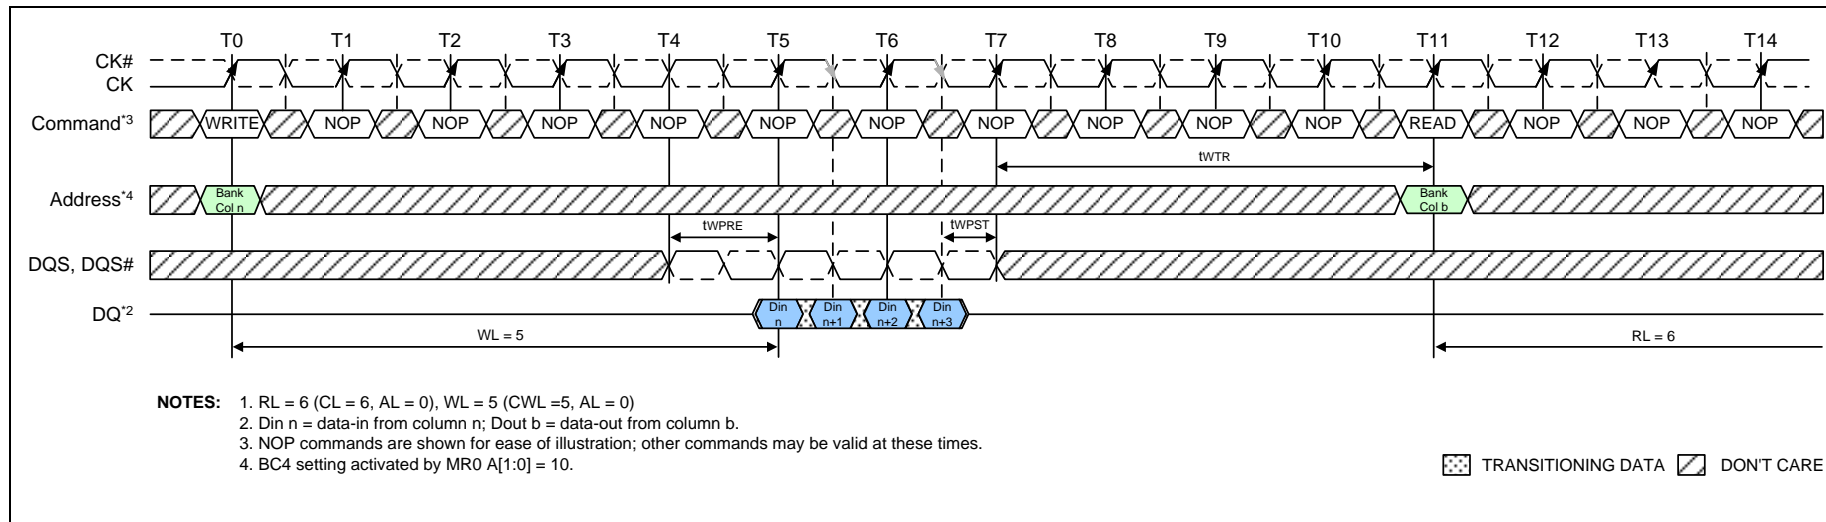 T0 T1 T2 T3 T4 T5 T6 T7 T8 T9 T10 T11 T12 T13 T14
CK#
CK
Command*3 WRITE NOP NOP NOP NOP NOP NOP NOP NOP NOP NOP READ NOP NOP NOP
tWTR
Address*4 Bank Col n Bank Col b
tWPRE tWPST
DQS, DQS#
DQ*2 Din n Din n+1 Din n+2 Din n+3
WL = 5 RL = 6
NOTES: 1. RL = 6 (CL = 6, AL = 0), WL = 5 (CWL =5, AL = 0)
2. Din n = data-in from column n; Dout b = data-out from column b.
3. NOP commands are shown for ease of illustration; other commands may be valid at these times.
4. BC4 setting activated by MR0 A[1:0] = 10.
TRANSITIONING DATA DON'T CARE